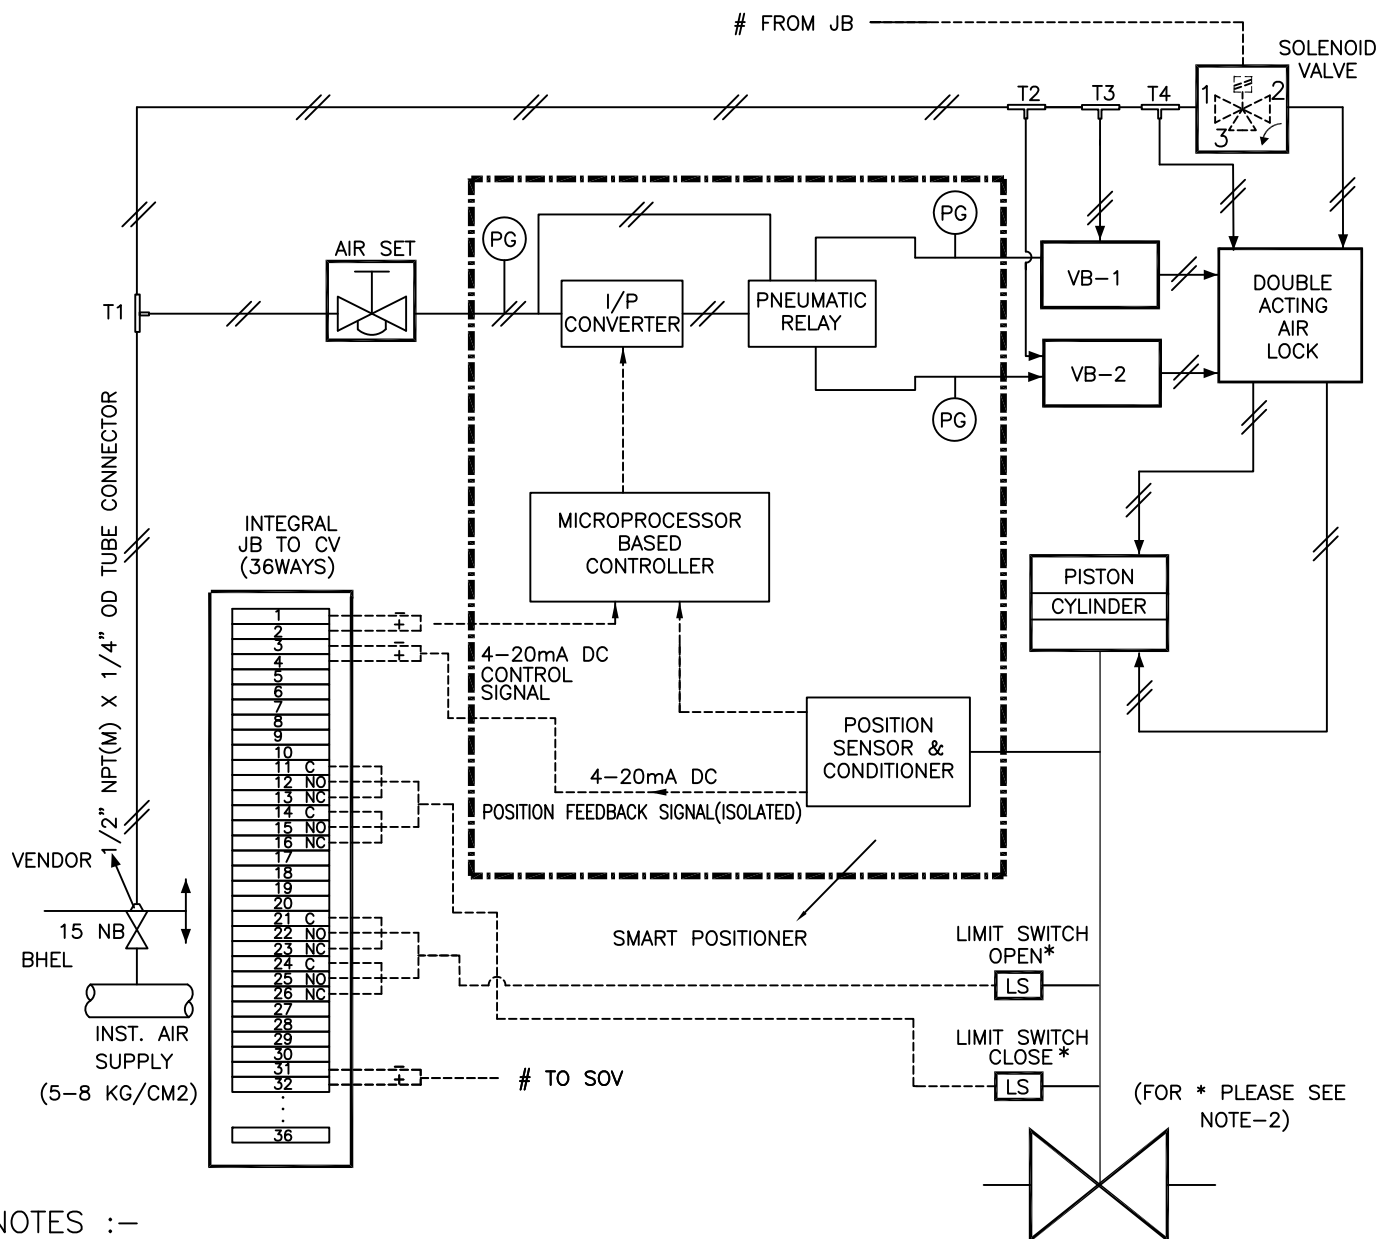 # FROM JB
SOLENOID
VALVE
T2
T3
T4
1
2
3
PG
PG
AIR SET
T1
I/P
CONVERTER
PNEUMATIC
RELAY
VB-1
VB-2
DOUBLE
ACTING
AIR
LOCK
PG
1/2" NPT(M) X 1/4" OD TUBE CONNECTOR
MICROPROCESSOR
BASED
CONTROLLER
INTEGRAL
JB TO CV
(36WAYS)
PISTON
CYLINDER
1
-
2
+
3
-
4
+
5
6
7
8
9
10
11 C
12 NO
13 NC
14 C
15 NO
16 NC
17
18
19
20
21 C
22 NO
23 NC
24 C
25 NO
26 NC
27
28
29
30
31
-
32
+
36
4-20mA DC
CONTROL
SIGNAL
POSITION
SENSOR &
CONDITIONER
4-20mA DC
POSITION FEEDBACK SIGNAL(ISOLATED)
VENDOR
15 NB
BHEL
INST. AIR
SUPPLY
(5-8 KG/CM2)
SMART POSITIONER
LIMIT SWITCH
OPEN*
LS
LIMIT SWITCH
CLOSE*
LS
# TO SOV
(FOR * PLEASE SEE
NOTE-2)
NOTES :-